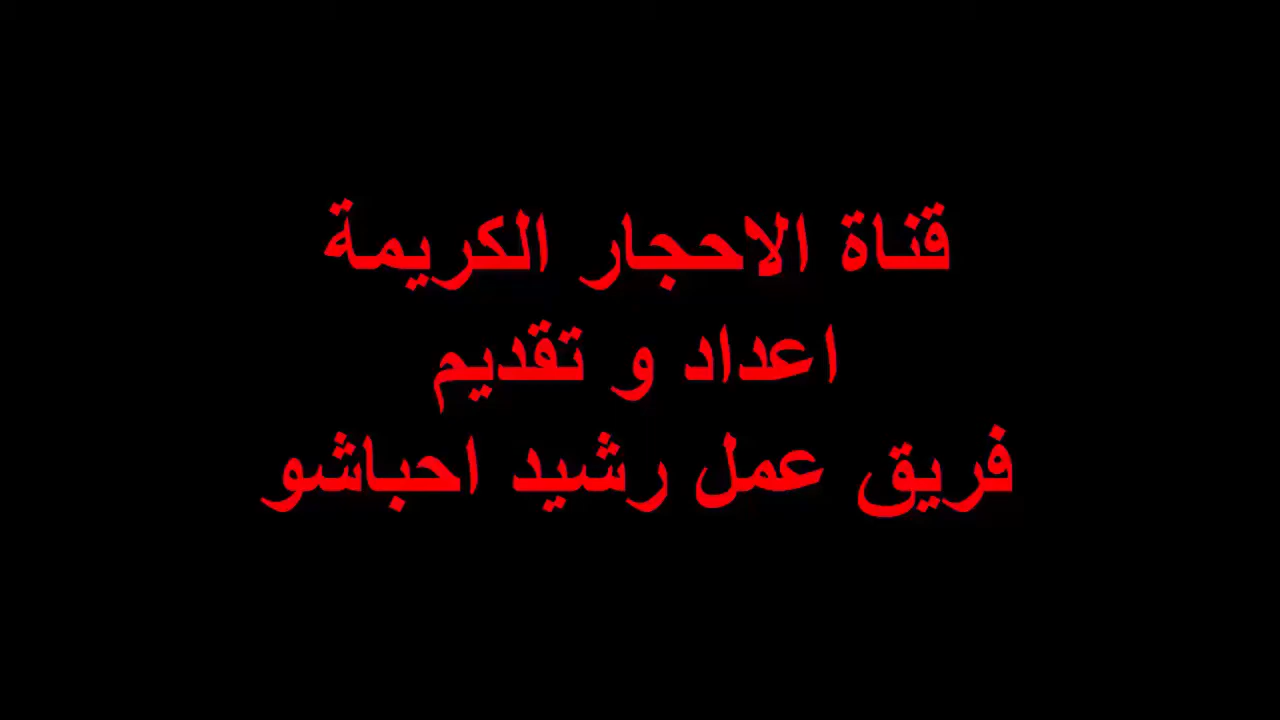 قناة الاحجار الكريمة
اعداد و تقديم
فريق عمل رشيد احباشو